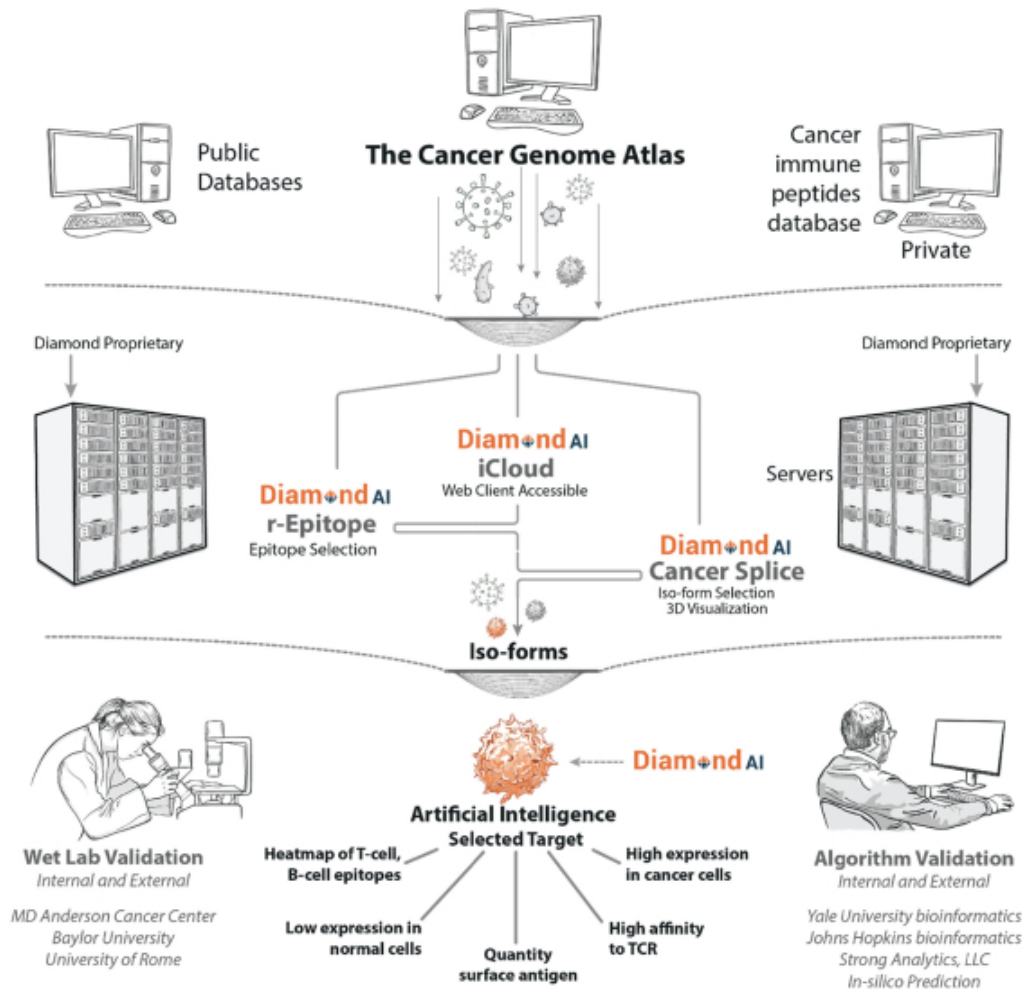 Public
Databases
The Cancer Genome Atlas
Cancer
immune
peptides
database
Private
Diamond Proprietary
Diamond Proprietary
Diamond AI
iCloud
Web Client Accessible
Servers
Diamond AI
r-Epitope
Epitope Selection
Diamond AI
Cancer Splice
Iso-form Selection
3D Visualization
Iso-forms
Diamond AI
Artificial Intelligence
Selected Target
Heatmap of T-cell,
B-cell epitopes
Low expression in
normal cells
Quantity
surface antigen
High affinity
to TCR
High expression
in cancer cells
Wet Lab Validation
Internal and External
MD Anderson Cancer Center
Baylor University
University of Rome
Algorithm Validation
Internal and External
Yale University bioinformatics
Johns Hopkins bioinformatics
Strong Analytics, LLC
In-silico Prediction